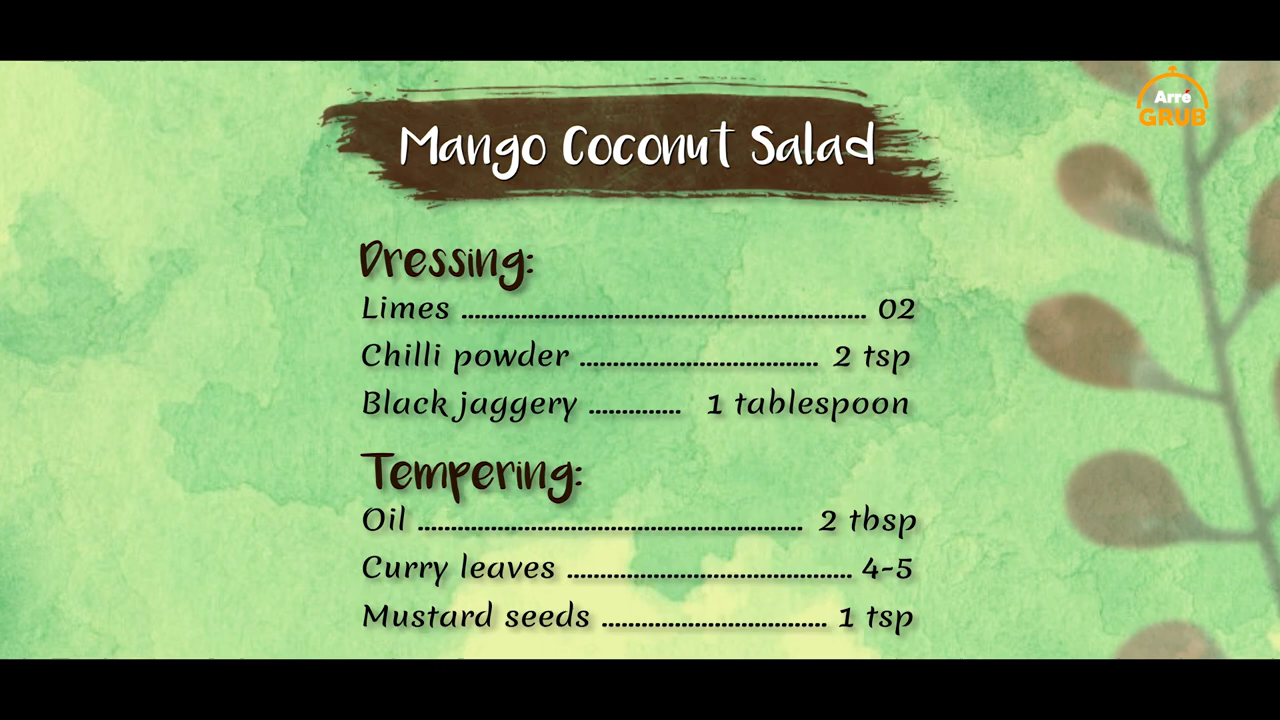 Arré
GRUB
Mango Coconut Salad
Dressing:
Limes ........................................................................ 02
Chilli powder .......................................... 2 tsp
Black jaggery .............. 1 tablespoon
Tempering:
Oil .................................................................... 2 tbsp
Curry leaves .................................................. 4-5
Mustard seeds ........................................ 1 tsp